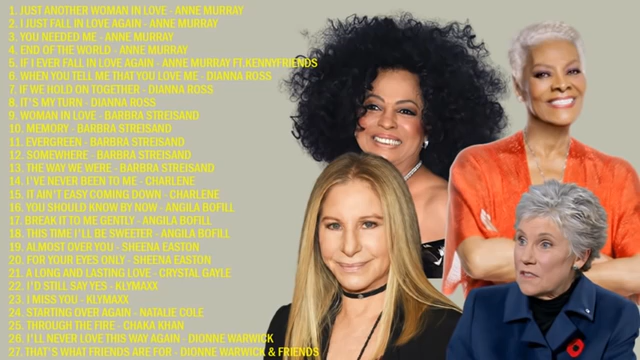 1. JUST ANOTHER WOMAN IN LOVE - ANNE MURRAY
2. I JUST FALL IN LOVE AGAIN - ANNE MURRAY
3. YOU NEEDED ME - ANNE MURRAY
4. END OF THE WORLD - ANNE MURRAY
5. IF I EVER FALL IN LOVE AGAIN - ANNE MURRAY FT.KENNYFRIENDS
6. WHEN YOU TELL ME THAT YOU LOVE ME - DIANNA ROSS
7. IF WE HOLD ON TOGETHER - DIANNA ROSS
8. IT'S MY TURN - DIANNA ROSS
9. WOMAN IN LOVE - BARBRA STREISAND
10. MEMORY - BARBRA STREISAND
11. EVERGREEN - BARBRA STREISAND
12. SOMEWHERE - BARBRA STREISAND
13. THE WAY WE WERE - BARBRA STREISAND
14. I'VE NEVER BEEN TO ME - CHARLENE
15. IT AIN'T EASY COMING DOWN - CHARLENE
16. YOU SHOULD KNOW BY NOW - ANGILA BOFILL
17. BREAK IT TO ME GENTLY - ANGILA BOFILL
18. THIS TIME I'LL BE SWEETER - ANGILA BOFILL
19. ALMOST OVER YOU - SHEENA EASTON
20. FOR YOUR EYES ONLY - SHEENA EASTON
21. A LONG AND LASTING LOVE - CRYSTAL GAYLE
22. I'D STILL SAY YES - KLYMAXX
23. I MISS YOU - KLYMAXX
24. STARTING OVER AGAIN - NATALIE COLE
25. THROUGH THE FIRE - CHAKA KHAN
26. I'LL NEVER LOVE THIS WAY AGAIN - DIONNE WARWICK
27. THAT'S WHAT FRIENDS ARE FOR - DIONNE WARWICK & FRIENDS